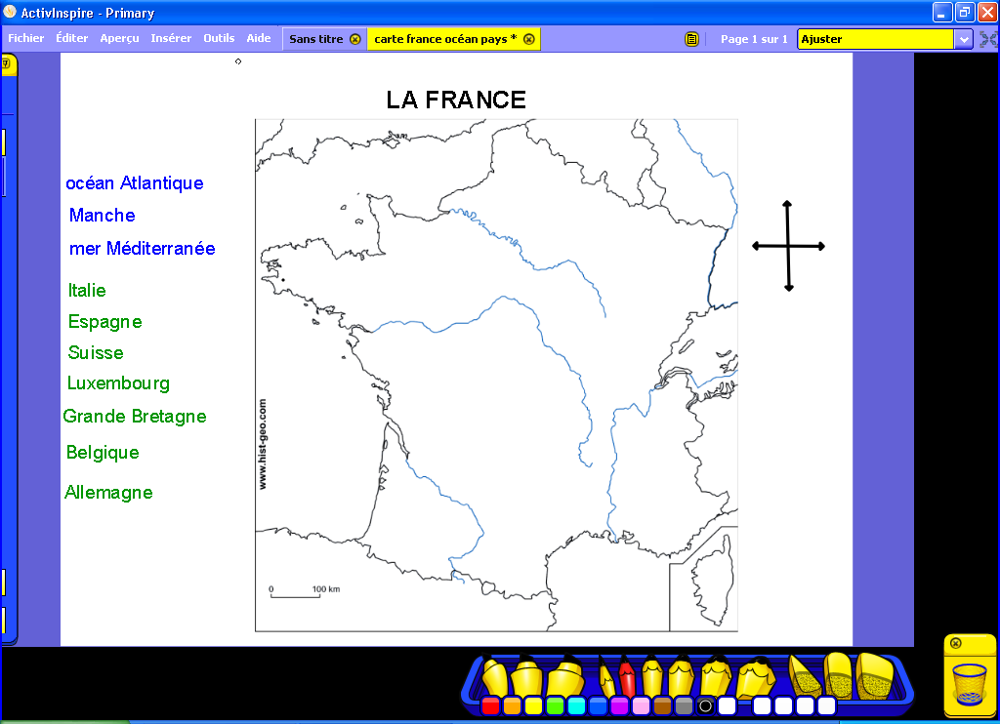 ActivInspire - Primary
Fichier Éditer Aperçu Insérer Outils Aide Sans titre carte france océan pays * Page 1 sur 1 Ajuster
LA FRANCE
océan Atlantique
Manche
mer Méditerranée
Italie
Espagne
Suisse
Luxembourg
Grande Bretagne
Belgique
Allemagne
www.hist-geo.com
0 100 km